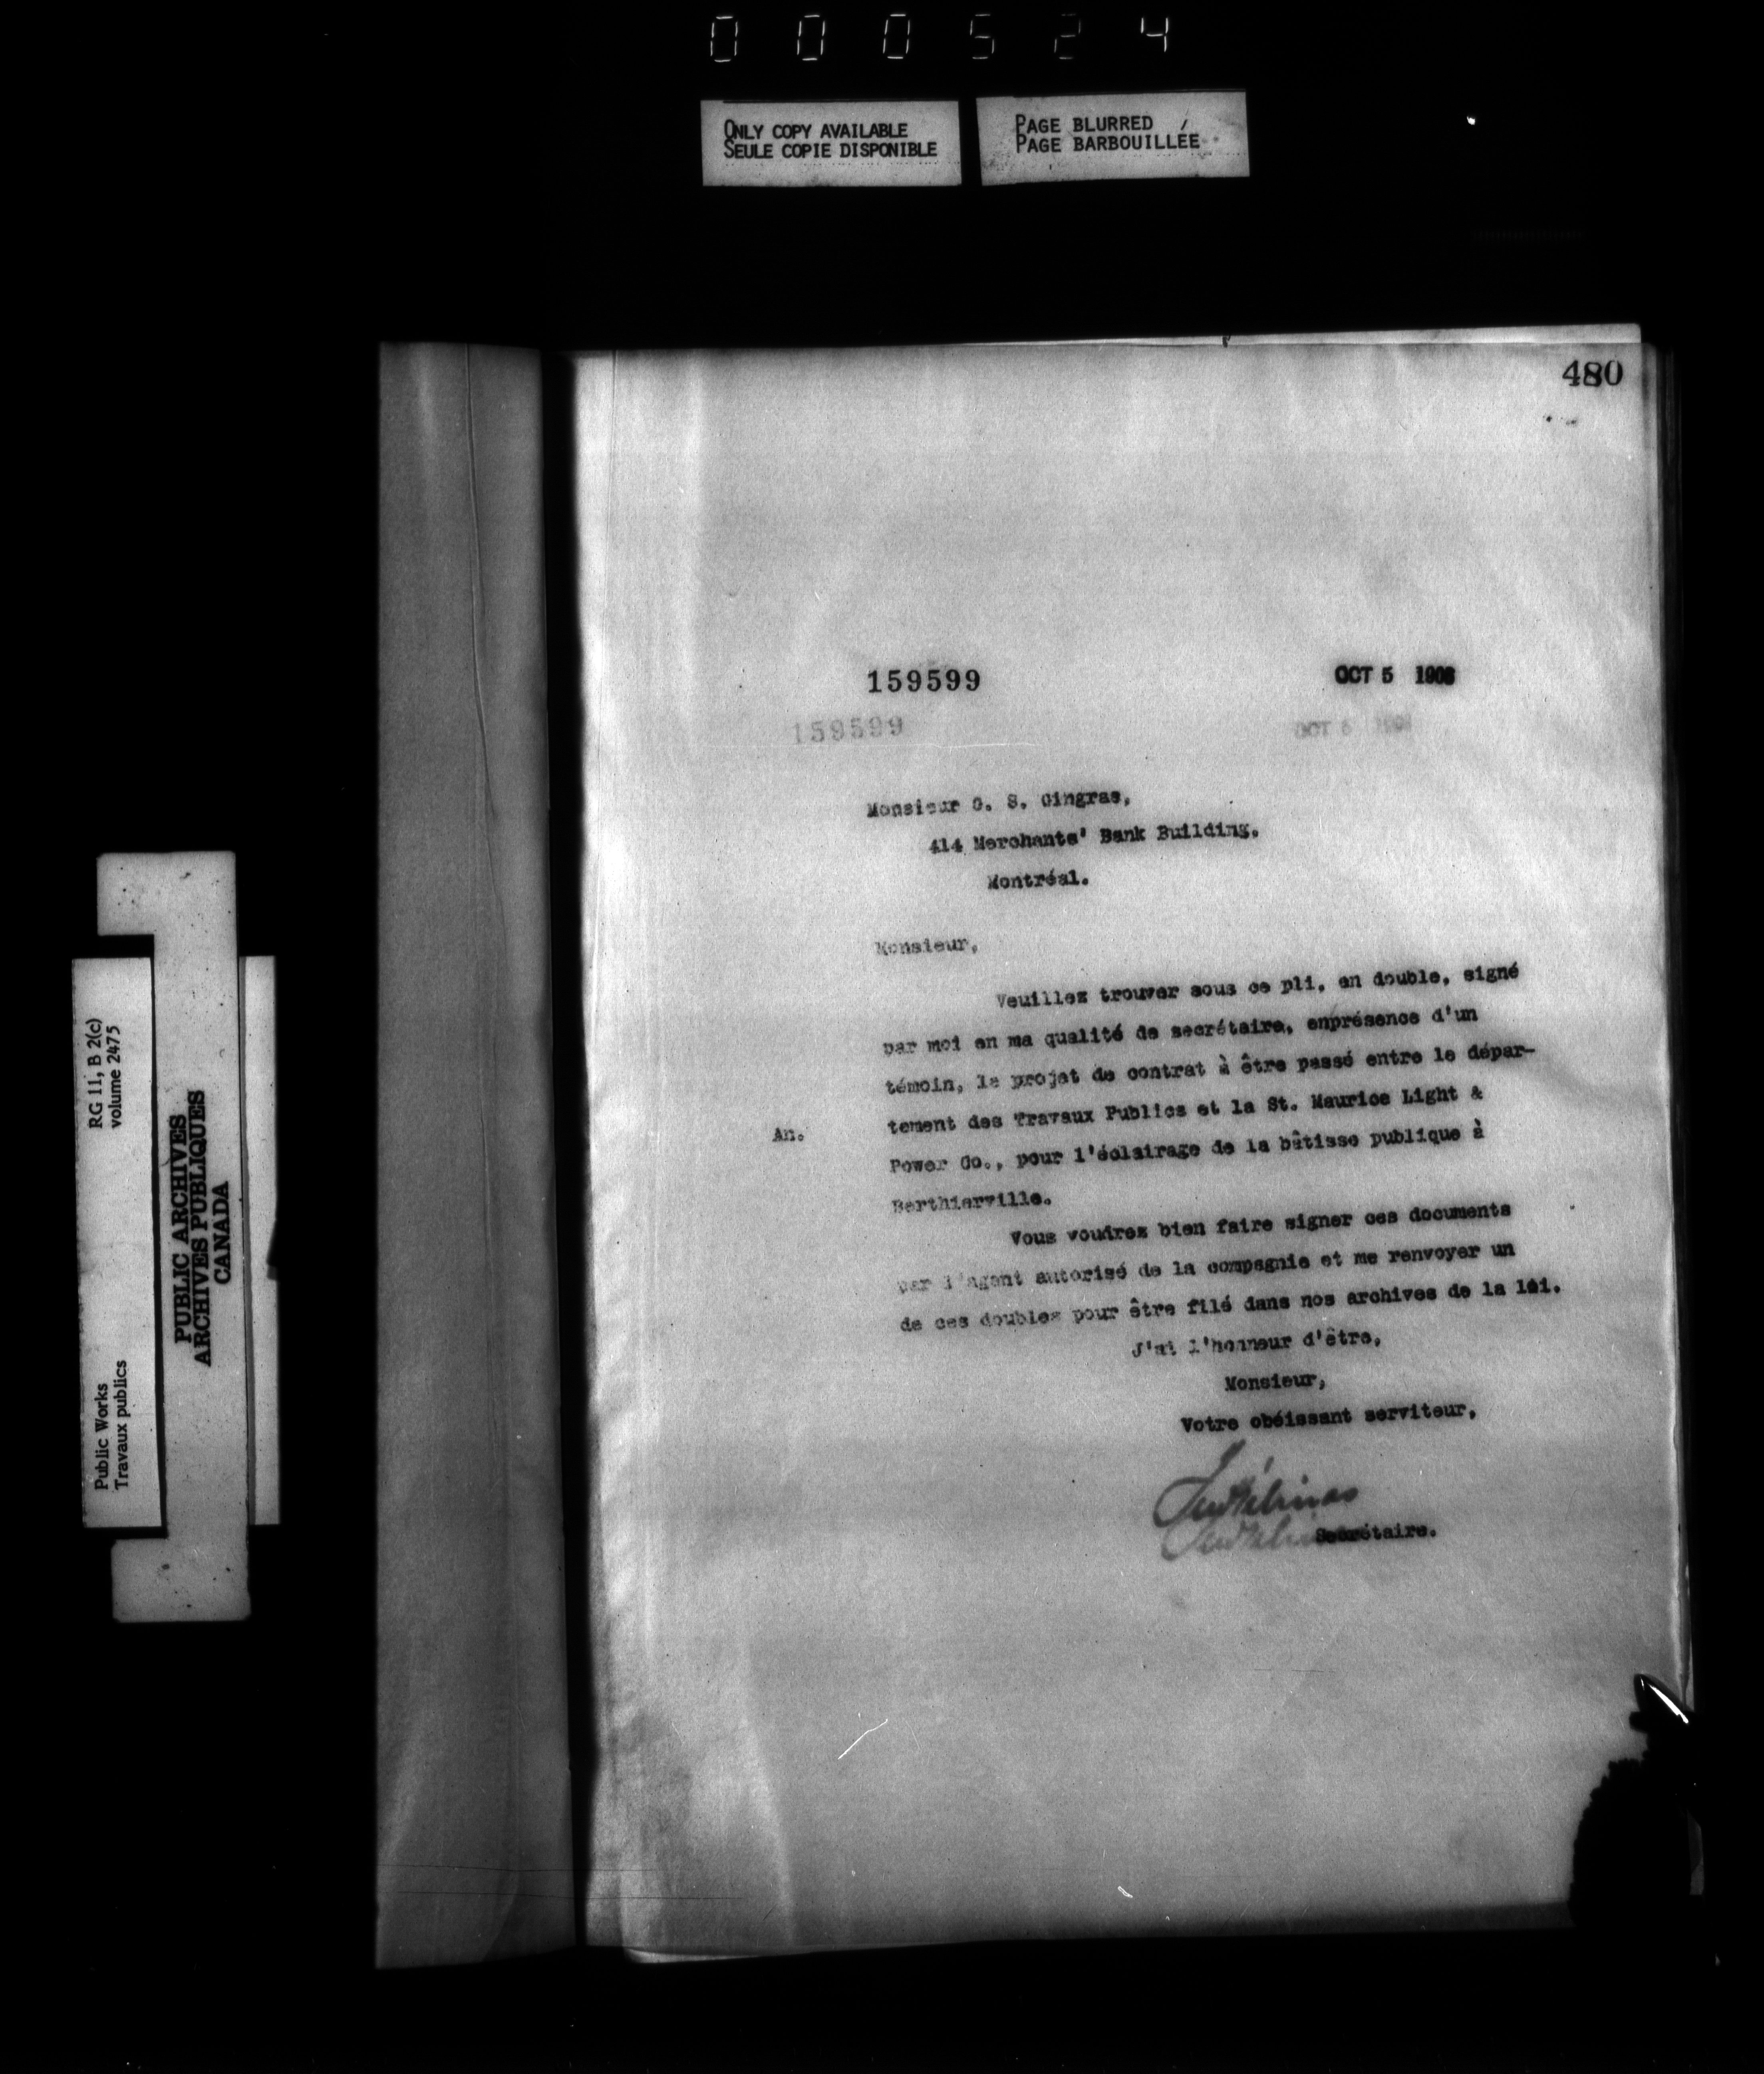 000524
ONLY COPY AVAILABLE
SEULE COPIE DISPONIBLE
PAGE BLURRED
PAGE BARBOUILLÉE
480
159599
OCT 5 1908
159599
OCT 5
Monsieur G. S. Gingras,
414 Merchants' Bank Building,
Montréal.
Monsieur,
Veuillez trouver sous ce pli, en double, signé
par moi en ma qualité de secrétaire, enprésence d'un
témoin, le projet de contrat à être passé entre le dépar-
tement des Travaux Publics et la St. Maurice Light &
An.
Power Co., pour l'éclairage de la bâtisse publique à
Berthierville.
Vous voudrez bien faire signer ces documents
par l'agent autorisé de la compagnie et me renvoyer un
de ces doubles pour être filé dans nos archives de la loi.
J'ai l'honneur d'être,
Monsieur,
Votre obéissant serviteur,
Secrétaire.
RG 11, B 2(c)
volume 2475
Public Works
Travaux publics
PUBLIC ARCHIVES
ARCHIVES PUBLIQUES
CANADA